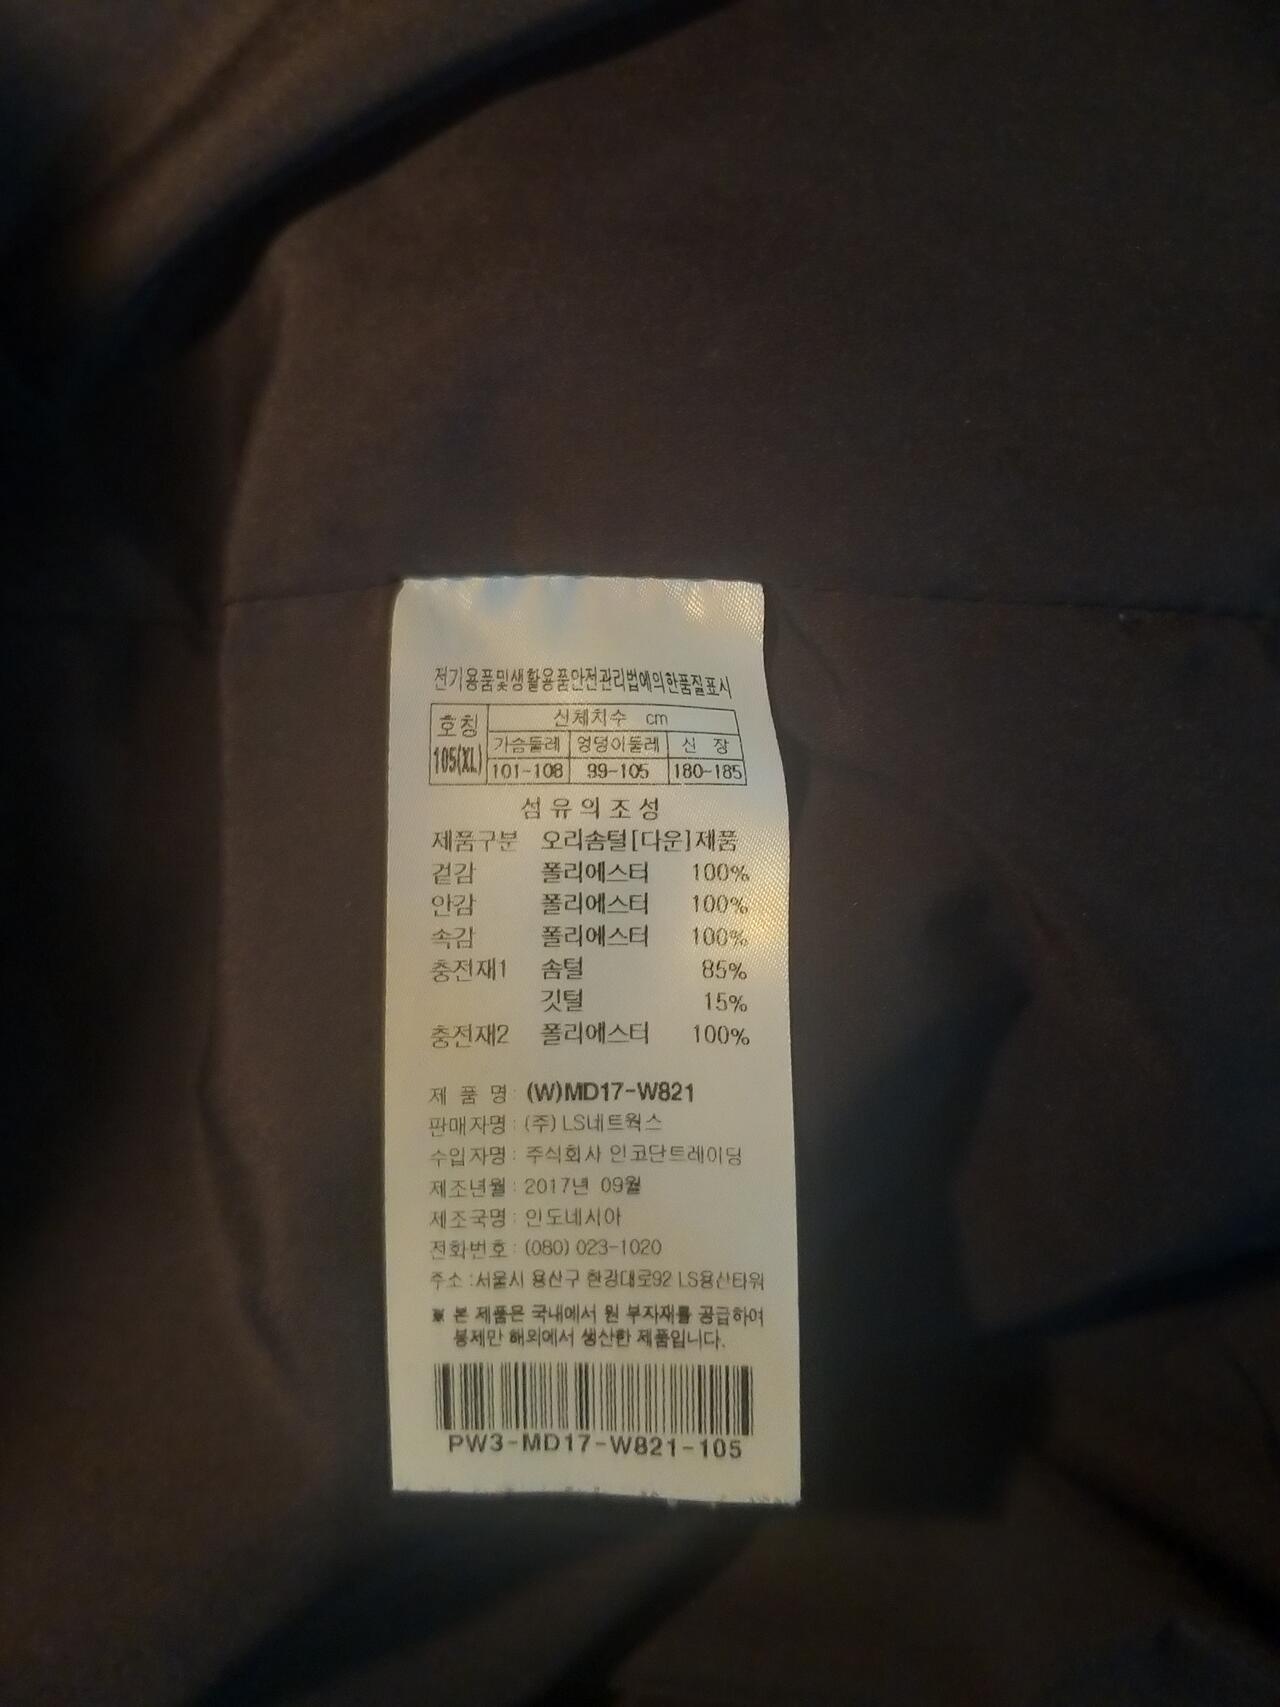 전기용품및생활용품안전관리법에의한품질표시
호칭 신체치수 cm
가슴둘레 엉덩이둘레 신 장
105(XL) 101-108 99-105 180-185
섬유의조성
제품구분 오리솜털[다운]제품
겉감 폴리에스터 100%
안감 폴리에스터 100%
속감 폴리에스터 100%
충전재1 솜털 85%
깃털 15%
충전재2 폴리에스터 100%
제 품 명: (W)MD17-W821
판매자명: (주) LS네트웍스
수입자명: 주식회사 인코단트레이딩
제조년월: 2017년 09월
제조국명: 인도네시아
전화번호: (080) 023-1020
주소 :서울시 용산구 한강대로92 LS용산타워
※ 본 제품은 국내에서 원 부자재를 공급하여
봉제만 해외에서 생산한 제품입니다.
PW3-MD17-W821-105